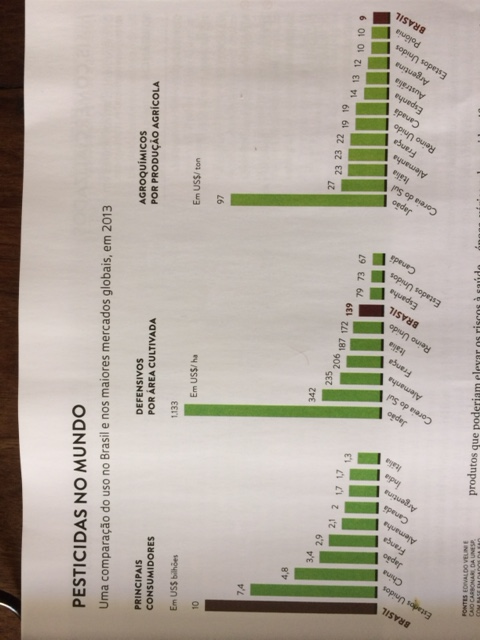 PESTICIDAS NO MUNDO
Uma comparação do uso no Brasil e nos maiores mercados globais, em 2013
PRINCIPAIS
CONSUMIDORES
Em US$ bilhões
10 7,4 4,8 3,4 2,9 2,1 2 1,7 1,7 1,3
BRASIL Estados Unidos China Japão França Alemanha Canadá Argentina Índia Itália
DEFENSIVOS
POR ÁREA CULTIVADA
Em US$/ha
1.133 342 235 206 187 172 139 79 73 67
Japão Coreia do Sul Alemanha França Itália Reino Unido BRASIL Espanha Estados Unidos Canadá
AGROQUÍMICOS
POR PRODUÇÃO AGRÍCOLA
Em US$/ton
97 27 23 23 22 19 19 14 13 12 10 10 9
Japão Coreia do Sul Itália Alemanha França Reino Unido Canadá Espanha Austrália Argentina Estados Unidos Polônia BRASIL
FONTES EDIVALDO VELINI E
CAIO CARBONARI, DA UNESP,
produtos que poderiam elevar os riscos à saúde